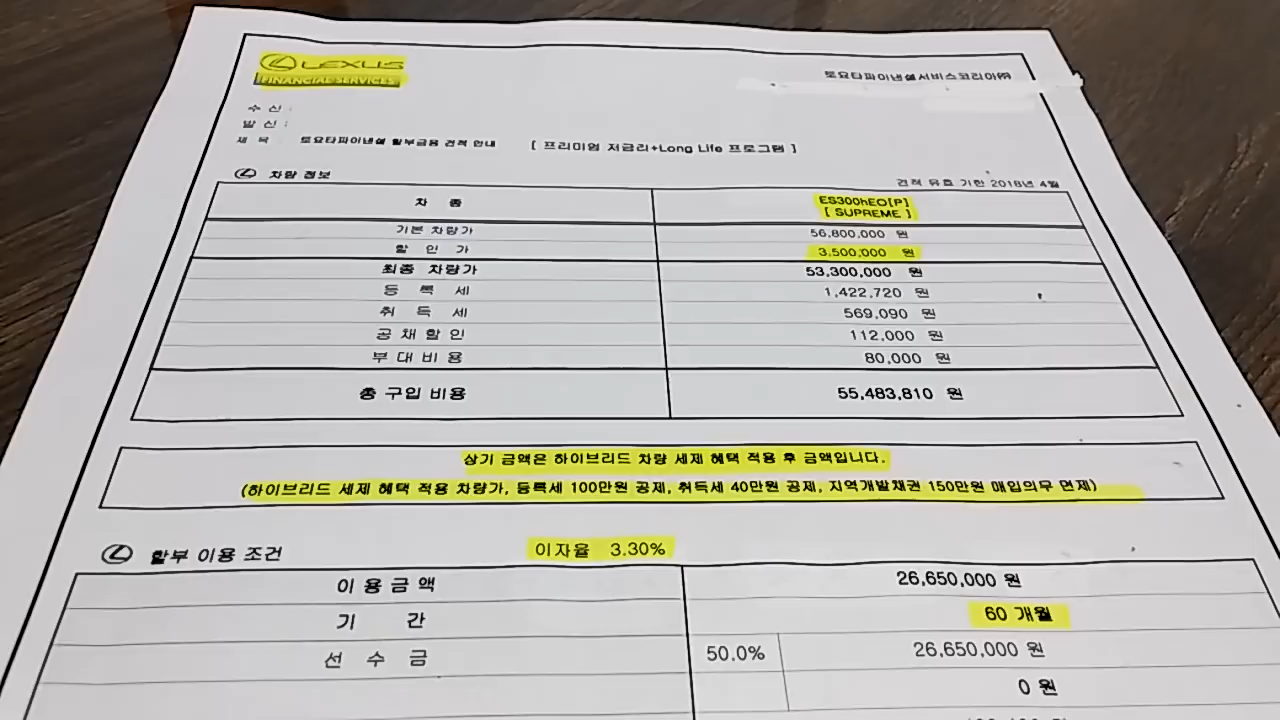 LEXUS
FINANCIAL SERVICES
토요타파이낸셜서비스코리아㈜
수 신 :
발 신 :
제 목 토요타파이낸셜 할부금융 견적 안내 [ 프리미엄 저금리+Long Life 프로그램 ]
차량 정보
견적 유효 기한 2018년 4월
차 종 ES300hEO[P]
[ SUPREME ]
기본 차량가 56,800,000 원
할 인 가 3,500,000 원
최종 차량가 53,300,000 원
등 록 세 1,422,720 원
취 득 세 569,090 원
공 채 할 인 112,000 원
부 대 비 용 80,000 원
총 구입 비용 55,483,810 원
상기 금액은 하이브리드 차량 세제 혜택 적용 후 금액입니다.
(하이브리드 세제 혜택 적용 차량가, 등록세 100만원 공제, 취득세 40만원 공제, 지역개발채권 150만원 매입의무 면제)
할부 이용 조건 이자율 3.30%
이 용 금 액 26,650,000 원
기 간 60 개월
선 수 금 50.0% 26,650,000 원
0 원